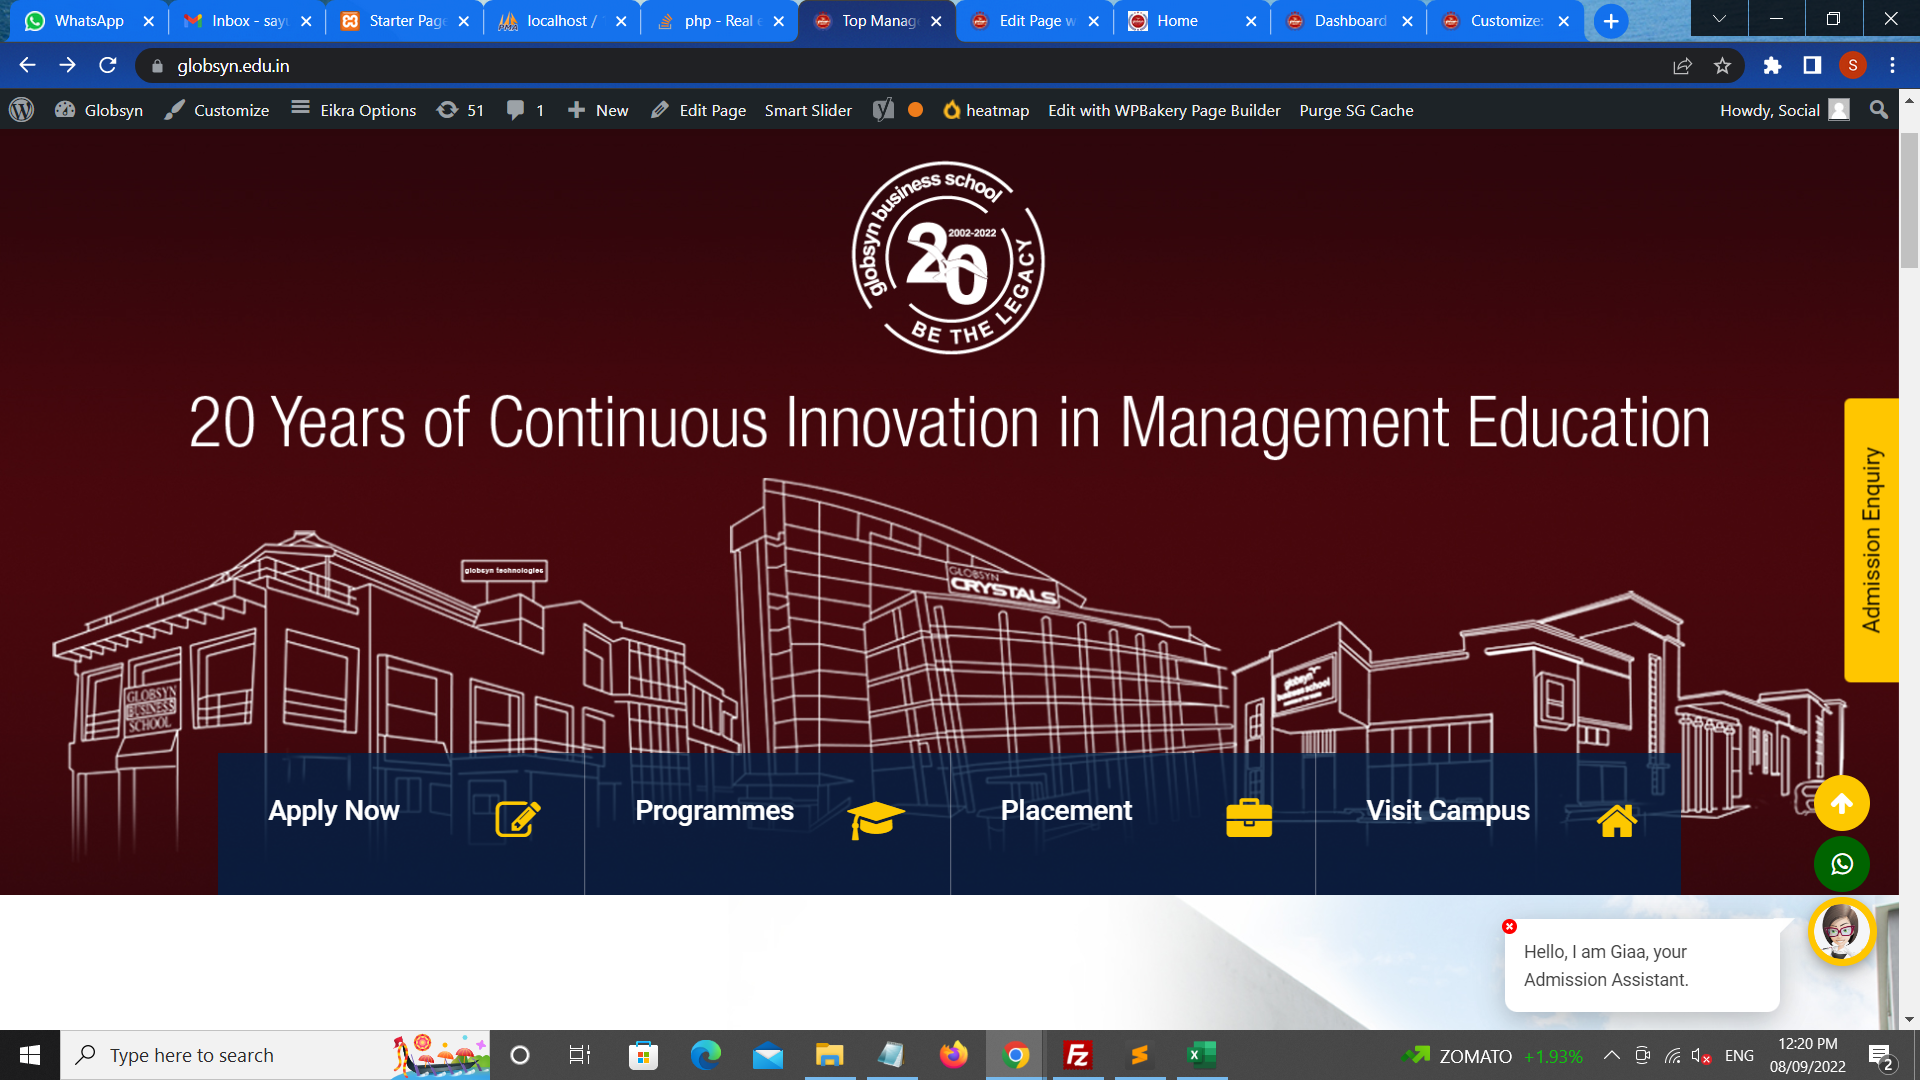 WhatsApp
Inbox - sayu
Starter Page
localhost /
php - Real e
Top Manag
Edit Page w
Home
Dashboard
Customize:
globsyn.edu.in
S
Globsyn
Customize
Eikra Options
51
1
New
Edit Page
Smart Slider
heatmap
Edit with WPBakery Page Builder
Purge SG Cache
Howdy, Social
globsyn business school
2002-2022
20
BE THE LEGACY
20 Years of Continuous Innovation in Management Education
Admission Enquiry
globsyn technologies
GLOBSYN
CRYSTALS
globsyn
business school
GLOBSYN
BUSINESS
SCHOOL
Apply Now
Programmes
Placement
Visit Campus
Hello, I am Giaa, your
Admission Assistant.
Type here to search
ZOMATO +1.93%
ENG
12:20 PM
08/09/2022
2